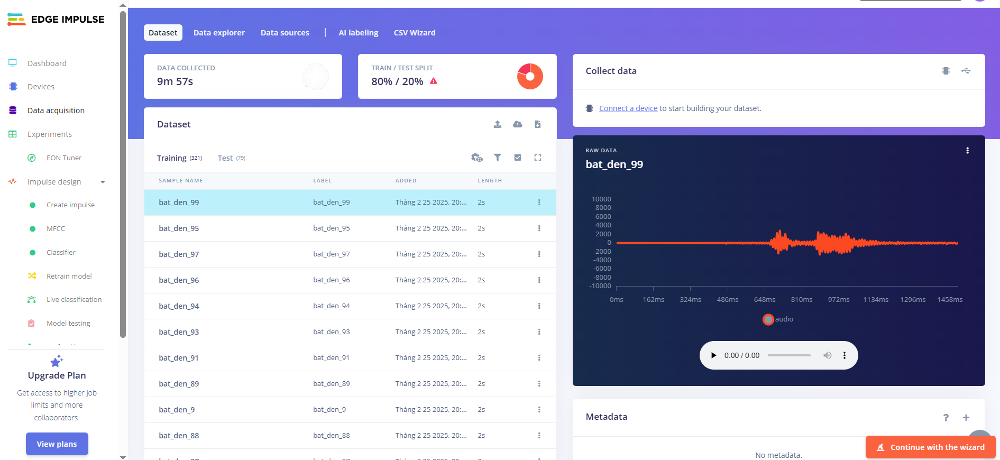 EDGE IMPULSE
Dashboard
Devices
Data acquisition
Experiments
EON Tuner
Impulse design
Create impulse
MFCC
Classifier
Retrain model
Live classification
Model testing
Upgrade Plan
Get access to higher job
limits and more
collaborators.
View plans
Dataset Data explorer Data sources | AI labeling CSV Wizard
DATA COLLECTED
9m 57s
TRAIN / TEST SPLIT
80% / 20%
Dataset
Training (321) Test (79)
SAMPLE NAME LABEL ADDED LENGTH
bat_den_99 bat_den_99 Tháng 2 25 2025, 20:... 2s
bat_den_95 bat_den_95 Tháng 2 25 2025, 20:... 2s
bat_den_97 bat_den_97 Tháng 2 25 2025, 20:... 2s
bat_den_96 bat_den_96 Tháng 2 25 2025, 20:... 2s
bat_den_94 bat_den_94 Tháng 2 25 2025, 20:... 2s
bat_den_93 bat_den_93 Tháng 2 25 2025, 20:... 2s
bat_den_91 bat_den_91 Tháng 2 25 2025, 20:... 2s
bat_den_89 bat_den_89 Tháng 2 25 2025, 20:... 2s
bat_den_9 bat_den_9 Tháng 2 25 2025, 20:... 2s
bat_den_88 bat_den_88 Tháng 2 25 2025, 20:... 2s
Collect data
Connect a device to start building your dataset.
RAW DATA
bat_den_99
10000
8000
6000
4000
2000
0
-2000
-4000
-6000
-8000
-10000
0ms 162ms 324ms 486ms 648ms 810ms 972ms 1134ms 1296ms 1458ms
audio
0:00 / 0:00
Metadata
? +
No metadata.
Continue with the wizard